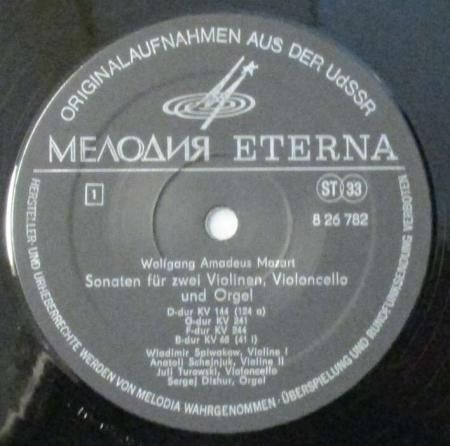 ORIGINALAUFNAHMEN AUS DER UdSSR
МЕЛОДИЯ ETERNA
1
ST 33
8 26 782
Wolfgang Amadeus Mozart
Sonaten für zwei Violinen, Violoncello
und Orgel
D-dur KV 144 (124 a)
G-dur KV 241
F-dur KV 244
B-dur KV 68 (41 i)
Wladimir Spiwakow, Violine I
Anatoli Scheinjuk, Violine II
Juli Turowski, Violoncello
Sergej Dishur, Orgel
HERSTELLER- UND URHEBERRECHTE WERDEN VON MELODIA WAHRGENOMMEN · ÜBERSPIELUNG UND RUNDFUNKSENDUNG VERBOTEN